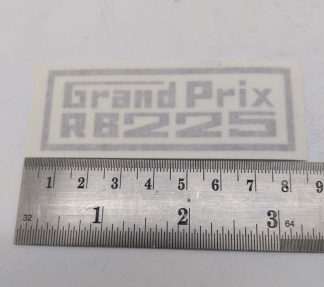 Grand Prix
RB225
1 2 3 4 5 6 7 8 9
32 1 2 3 64